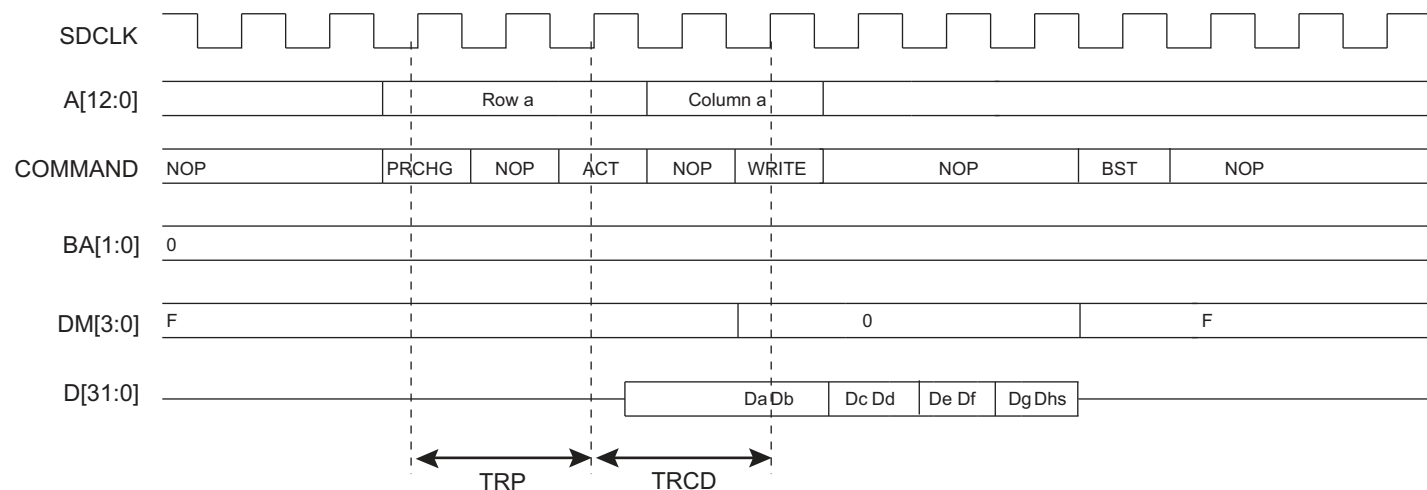 SDCLK
A[12:0] Row a Column a
COMMAND NOP PRCHG NOP ACT NOP WRITE NOP BST NOP
BA[1:0] 0
DM[3:0] F 0 F
D[31:0] Da Db Dc Dd De Df Dg Dhs
TRP TRCD